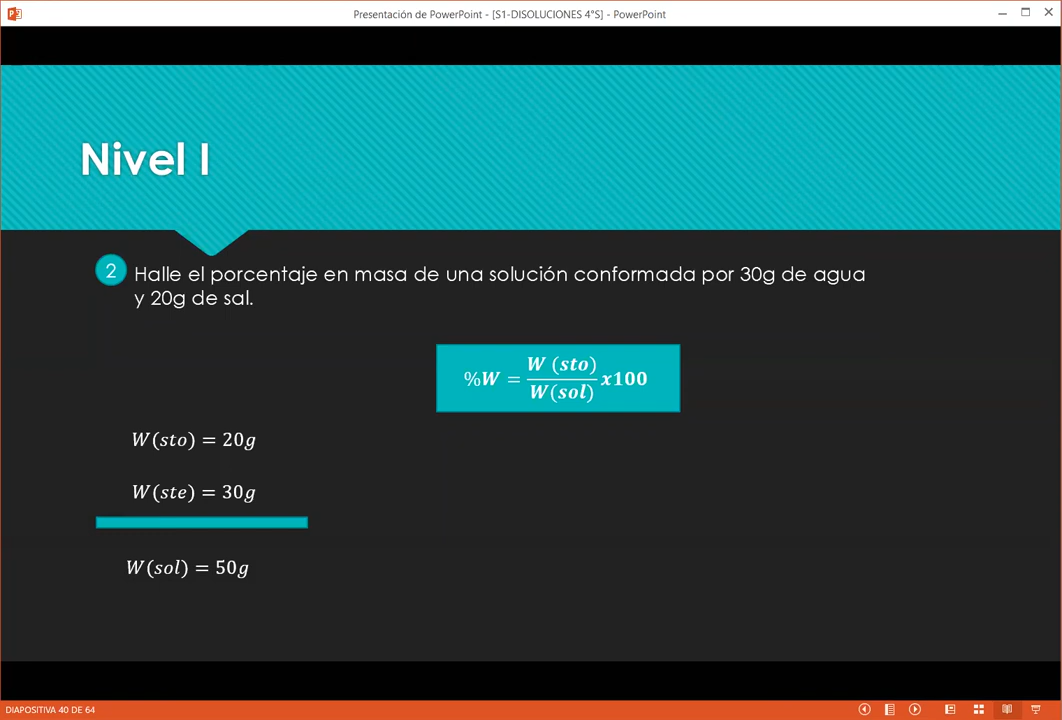 Presentación de PowerPoint - [S1-DISOLUCIONES 4°S] - PowerPoint
Nivel I
2 Halle el porcentaje en masa de una solución conformada por 30g de agua
y 20g de sal.
%W = W (sto) / W(sol) x100
W(sto) = 20g
W(ste) = 30g
W(sol) = 50g
DIAPOSITIVA 40 DE 64